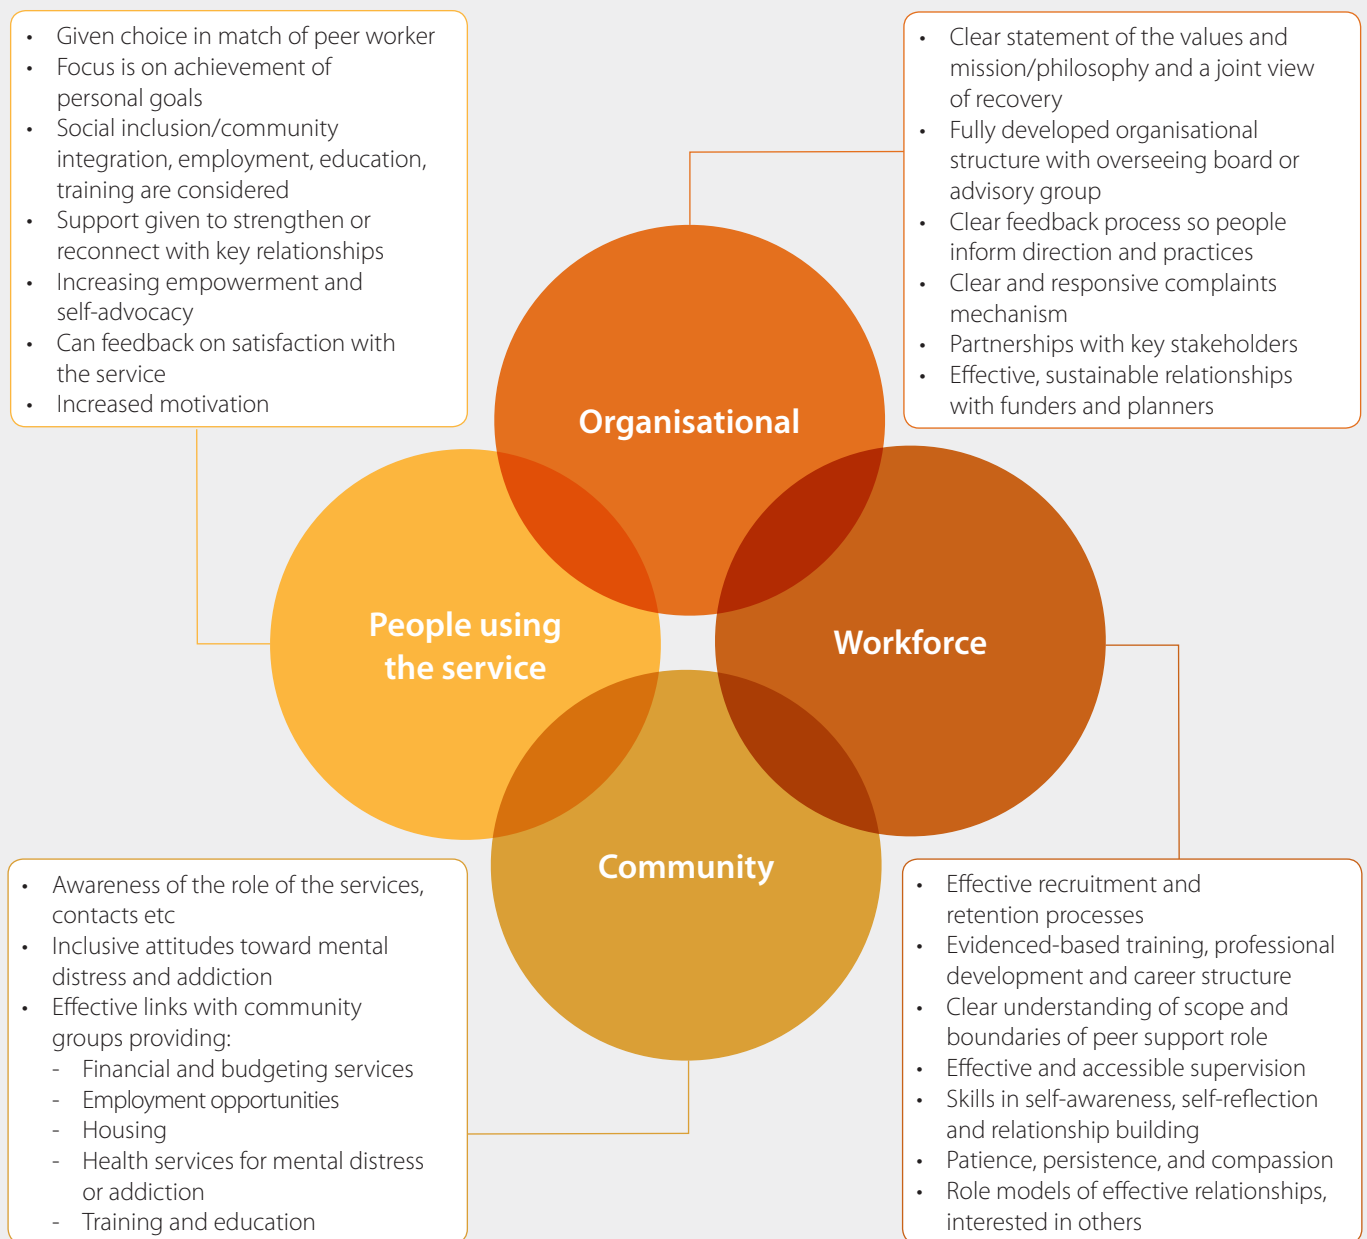 • Given choice in match of peer worker
• Focus is on achievement of
personal goals
• Social inclusion/community
integration, employment, education,
training are considered
• Support given to strengthen or
reconnect with key relationships
• Increasing empowerment and
self-advocacy
• Can feedback on satisfaction with
the service
• Increased motivation
• Clear statement of the values and
mission/philosophy and a joint view
of recovery
• Fully developed organisational
structure with overseeing board or
advisory group
• Clear feedback process so people
inform direction and practices
• Clear and responsive complaints
mechanism
• Partnerships with key stakeholders
• Effective, sustainable relationships
with funders and planners
Organisational
People using
the service
Workforce
Community
• Awareness of the role of the services,
contacts etc
• Inclusive attitudes toward mental
distress and addiction
• Effective links with community
groups providing:
- Financial and budgeting services
- Employment opportunities
- Housing
- Health services for mental distress
or addiction
- Training and education
• Effective recruitment and
retention processes
• Evidenced-based training, professional
development and career structure
• Clear understanding of scope and
boundaries of peer support role
• Effective and accessible supervision
• Skills in self-awareness, self-reflection
and relationship building
• Patience, persistence, and compassion
• Role models of effective relationships,
interested in others